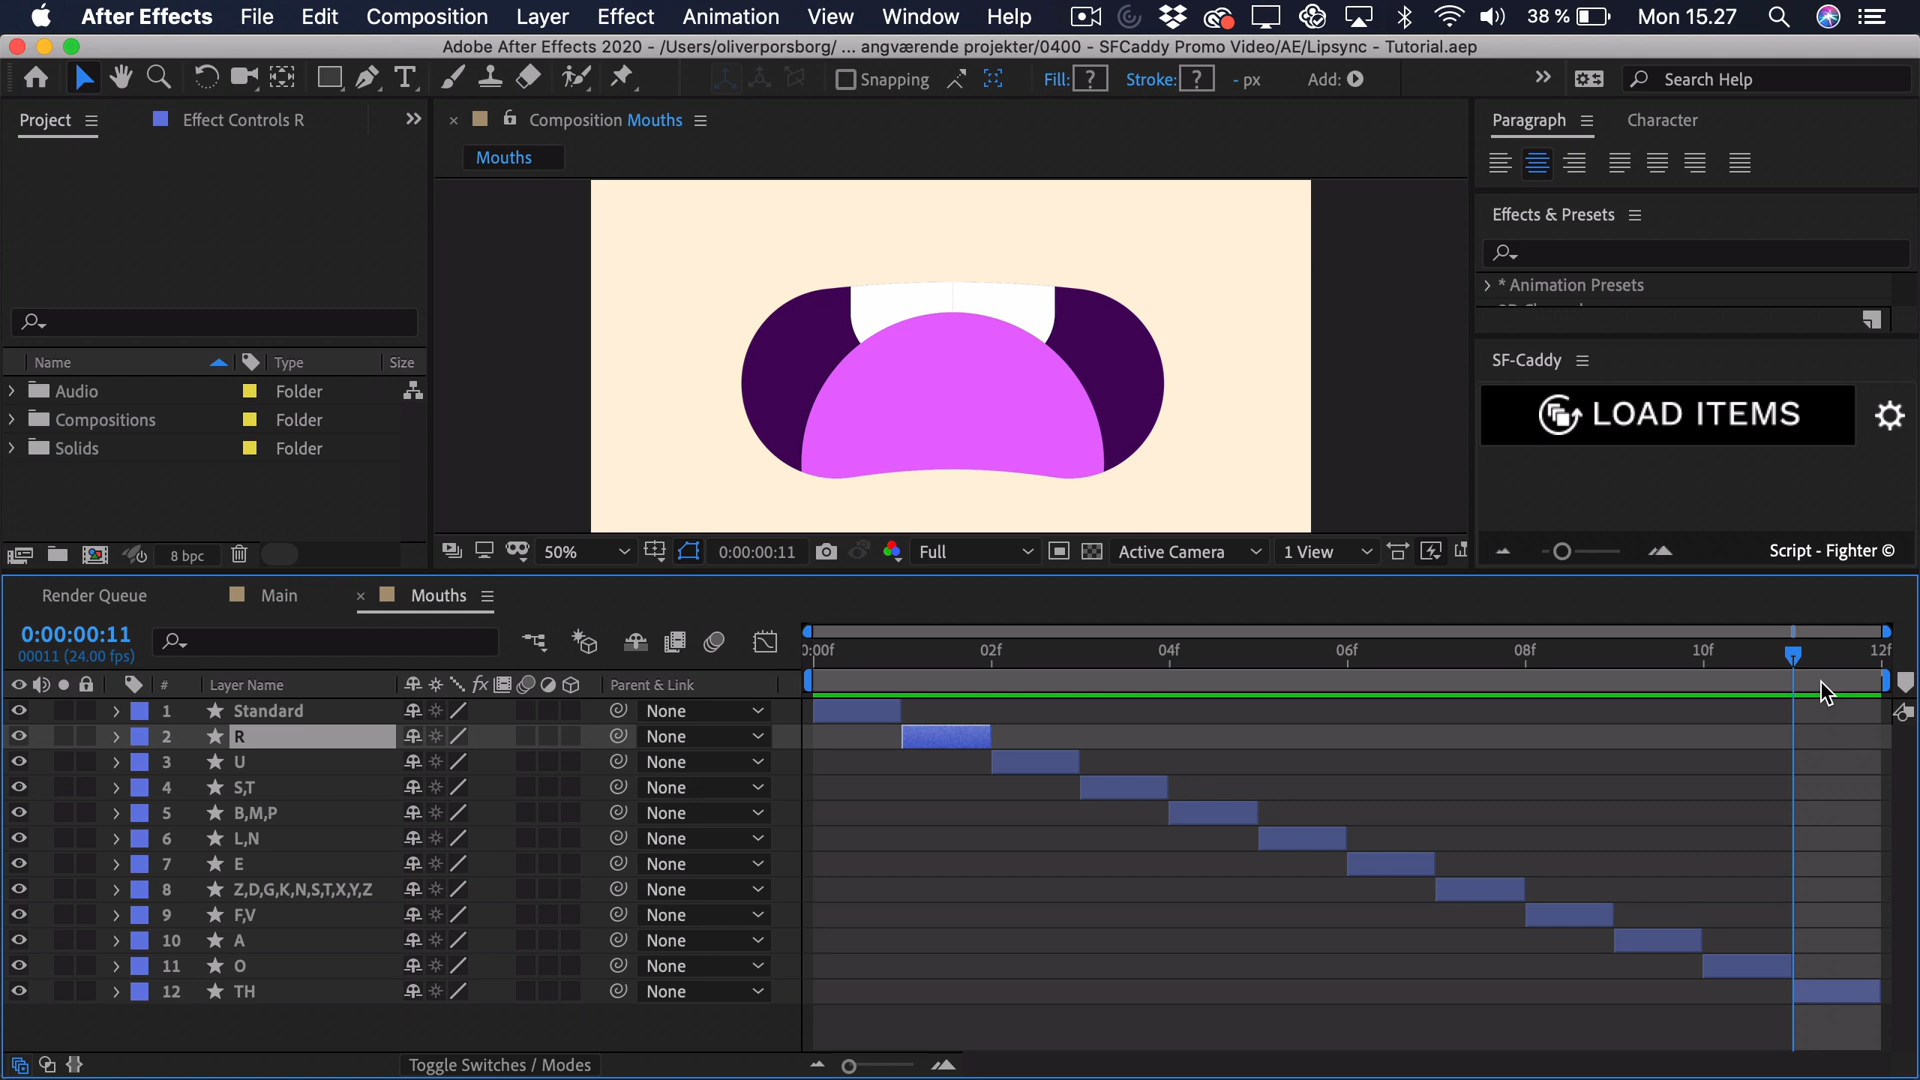 After Effects File Edit Composition Layer Effect Animation View Window Help 38 % Mon 15.27
Adobe After Effects 2020 - /Users/oliverporsborg/ ... angværende projekter/0400 - SFCaddy Promo Video/AE/Lipsync - Tutorial.aep
Snapping Fill: ? Stroke: ? - px Add: Search Help
Project Effect Controls R Composition Mouths Paragraph Character
Mouths
Effects & Presets
* Animation Presets
Name Type Size
Audio Folder
Compositions Folder
Solids Folder
SF-Caddy
LOAD ITEMS
8 bpc 50% 0:00:00:11 Full Active Camera 1 View Script - Fighter ©
Render Queue Main Mouths
0:00:00:11
00011 (24.00 fps)
0:00f 02f 04f 06f 08f 10f 12f
# Layer Name fx Parent & Link
1 Standard None
2 R None
3 U None
4 S,T None
5 B,M,P None
6 L,N None
7 E None
8 Z,D,G,K,N,S,T,X,Y,Z None
9 F,V None
10 A None
11 O None
12 TH None
Toggle Switches / Modes